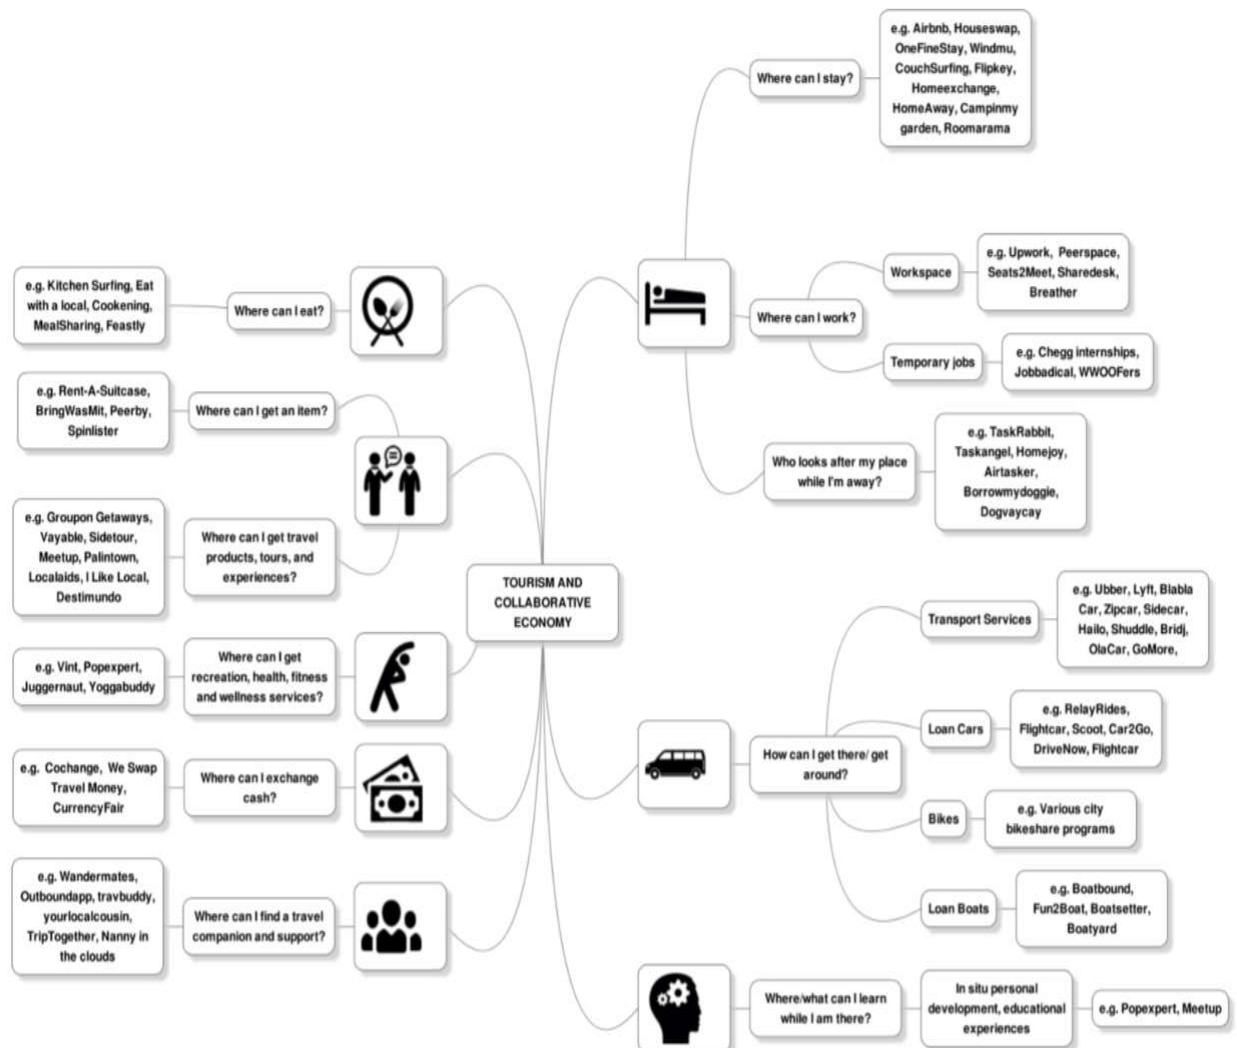 e.g. Airbnb, Houseswap,
OneFineStay, Windmu,
CouchSurfing, Flipkey,
Homeexchange,
HomeAway, Campinmy
garden, Roomarama
Where can I stay?
e.g. Upwork, Peerspace,
Seats2Meet, Sharedesk,
Breather
Workspace
Where can I work?
Temporary jobs
e.g. Chegg internships,
Jobbadical, WWOOFers
Who looks after my place
while I'm away?
e.g. TaskRabbit,
Taskangel, Homejoy,
Airtasker,
Borrowmydoggie,
Dogvaycay
e.g. Kitchen Surfing, Eat
with a local, Cookening,
MealSharing, Feastly
Where can I eat?
e.g. Rent-A-Suitcase,
BringWasMit, Peerby,
Spinlister
Where can I get an item?
e.g. Groupon Getaways,
Vayable, Sidetour,
Meetup, Palintown,
Localaids, I Like Local,
Destimundo
Where can I get travel
products, tours, and
experiences?
TOURISM AND
COLLABORATIVE
ECONOMY
e.g. Vint, Popexpert,
Juggernaut, Yoggabuddy
Where can I get
recreation, health, fitness
and wellness services?
e.g. Cochange, We Swap
Travel Money,
CurrencyFair
Where can I exchange
cash?
e.g. Wandermates,
Outboundapp, travbuddy,
yourlocalcousin,
TripTogether, Nanny in
the clouds
Where can I find a travel
companion and support?
How can I get there/ get
around?
Transport Services
e.g. Ubber, Lyft, Blabla
Car, Zipcar, Sidecar,
Hailo, Shuddle, Bridj,
OlaCar, GoMore,
Loan Cars
e.g. RelayRides,
Flightcar, Scoot, Car2Go,
DriveNow, Flightcar
Bikes
e.g. Various city
bikeshare programs
Loan Boats
e.g. Boatbound,
Fun2Boat, Boatsetter,
Boatyard
Where/what can I learn
while I am there?
In situ personal
development, educational
experiences
e.g. Popexpert, Meetup